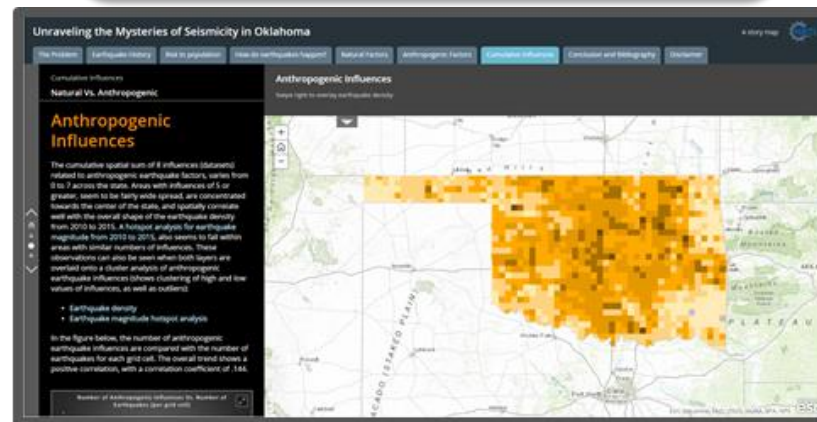 Unraveling the Mysteries of Seismicity in Oklahoma
A story map
The Problem
Earthquake History
Risk to population
How do earthquakes happen?
Natural Factors
Anthropogenic Factors
Cumulative Influences
Conclusion and Bibliography
Disclaimer
Cumulative Influences
Natural Vs. Anthropogenic
Anthropogenic
Influences
The cumulative spatial sum of 8 influences (datasets)
related to anthropogenic earthquake factors, varies from
0 to 7 across the state. Areas with influences of 5 or
greater, seem to be fairly wide spread, are concentrated
towards the center of the state, and spatially correlate
well with the overall shape of the earthquake density
from 2010 to 2015. A hotspot analysis for earthquake
magnitude from 2010 to 2015, also seems to fall within
areas with similar numbers of influences. These
observations can also be seen when both layers are
overlaid onto a cluster analysis of anthropogenic
earthquake influences (shows clustering of high and low
values of influences, as well as outliers):
• Earthquake density
• Earthquake magnitude hotspot analysis
In the figure below, the number of anthropogenic
earthquake influences are compared with the number of
earthquakes for each grid cell. The overall trend shows a
positive correlation, with a correlation coefficient of .144.
Number of Anthropogenic Influences Vs. Number of
Earthquakes (per grid cell)
Anthropogenic Influences
Swipe right to overlay earthquake density
+
-
PLATEAU